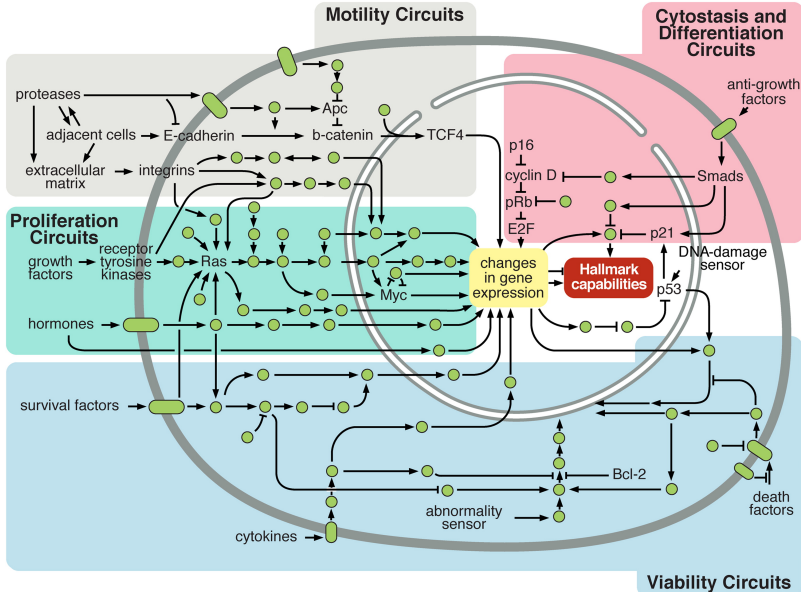 Motility Circuits
Cytostasis and
Differentiation
Circuits
proteases
Apc
anti-growth
factors
adjacent cells
E-cadherin
b-catenin
TCF4
p16
extracellular
matrix
integrins
cyclin D
Smads
pRb
Proliferation
Circuits
E2F
p21
growth
factors
receptor
tyrosine
kinases
Ras
changes
in gene
expression
Hallmark
capabilities
DNA-damage
sensor
p53
Myc
hormones
survival factors
Bcl-2
abnormality
sensor
death
factors
cytokines
Viability Circuits